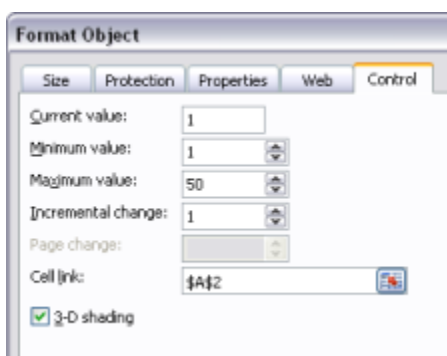 Format Object
Size Protection Properties Web Control
Current value: 1
Minimum value: 1
Maximum value: 50
Incremental change: 1
Page change:
Cell link: $A$2
3-D shading